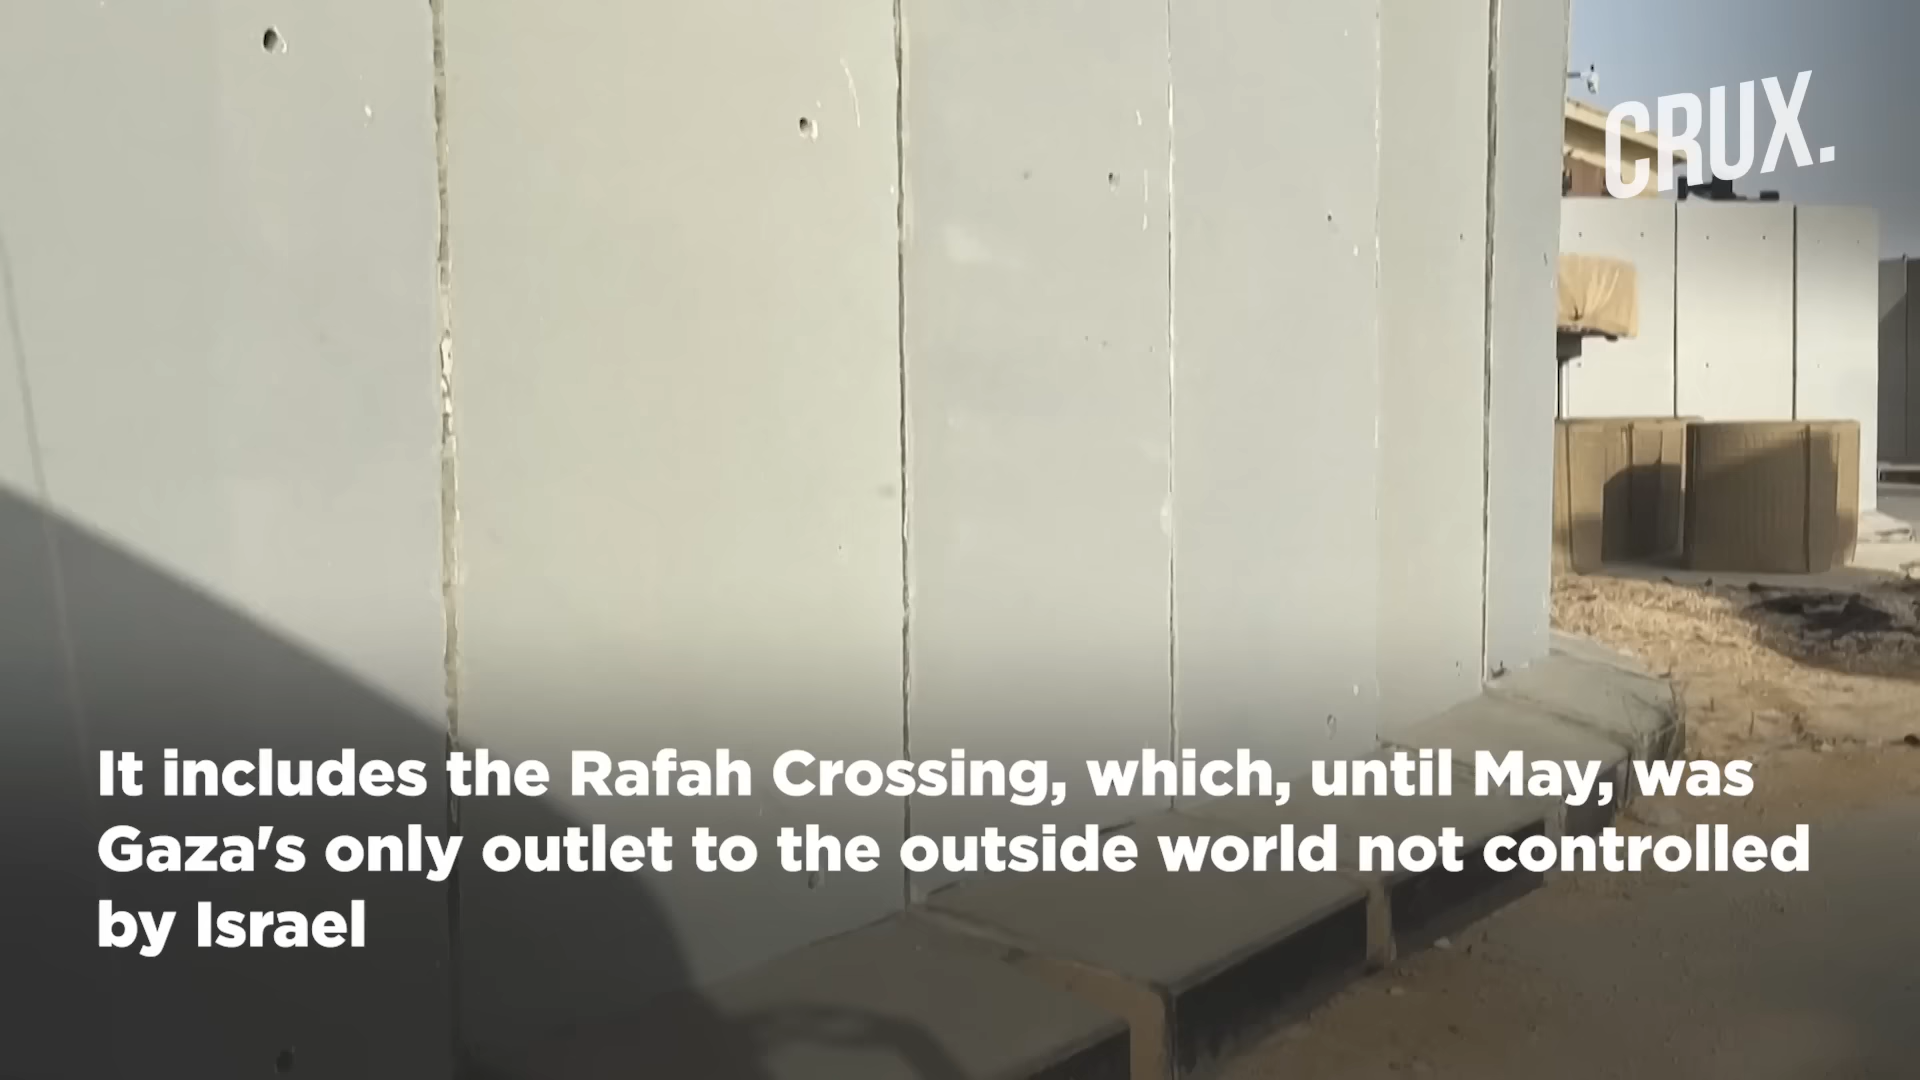 CRUX.
It includes the Rafah Crossing, which, until May, was
Gaza's only outlet to the outside world not controlled
by Israel